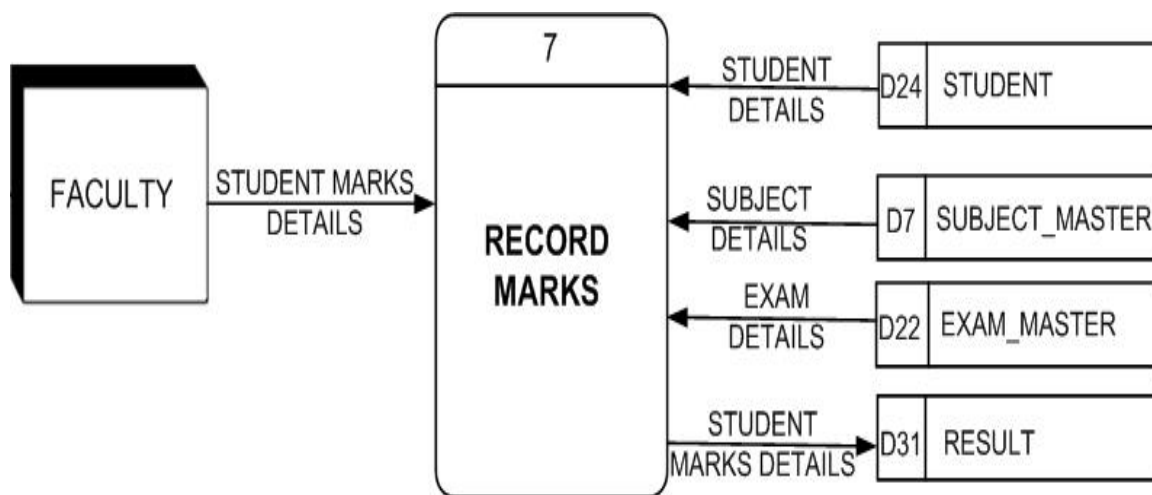 7
FACULTY
STUDENT MARKS
DETAILS
RECORD
MARKS
STUDENT
DETAILS
D24 STUDENT
SUBJECT
DETAILS
D7 SUBJECT_MASTER
EXAM
DETAILS
D22 EXAM_MASTER
STUDENT
MARKS DETAILS
D31 RESULT